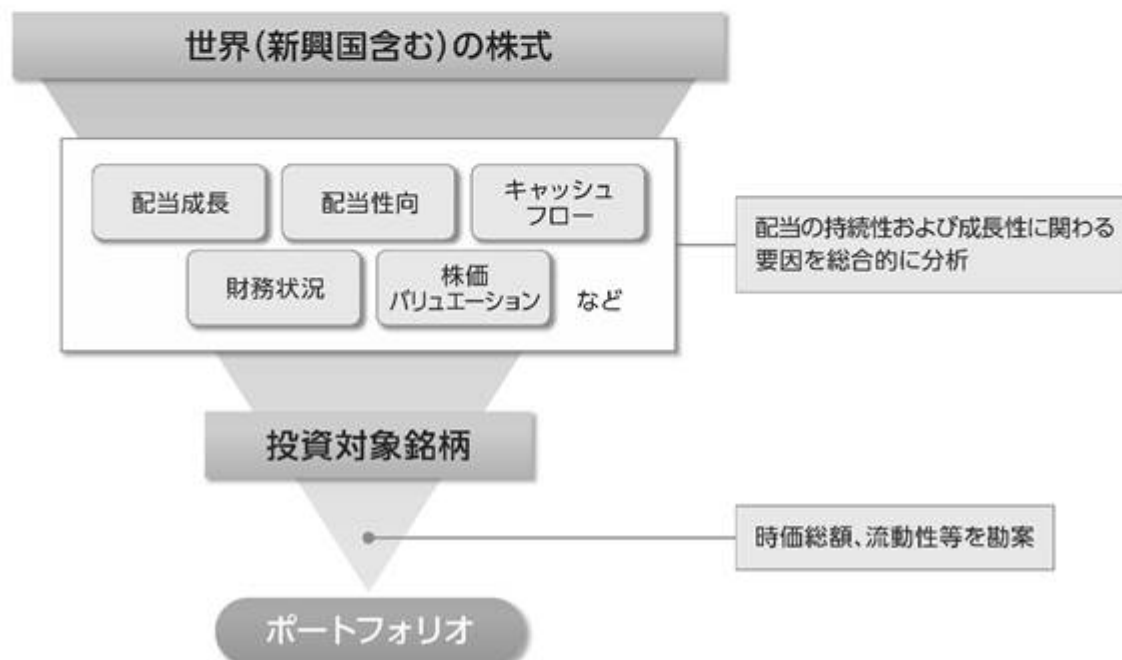 世界(新興国含む)の株式
配当成長
配当性向
キャッシュ
フロー
財務状況
株価
バリュエーション
など
配当の持続性および成長性に関わる
要因を総合的に分析
投資対象銘柄
時価総額、流動性等を勘案
ポートフォリオ